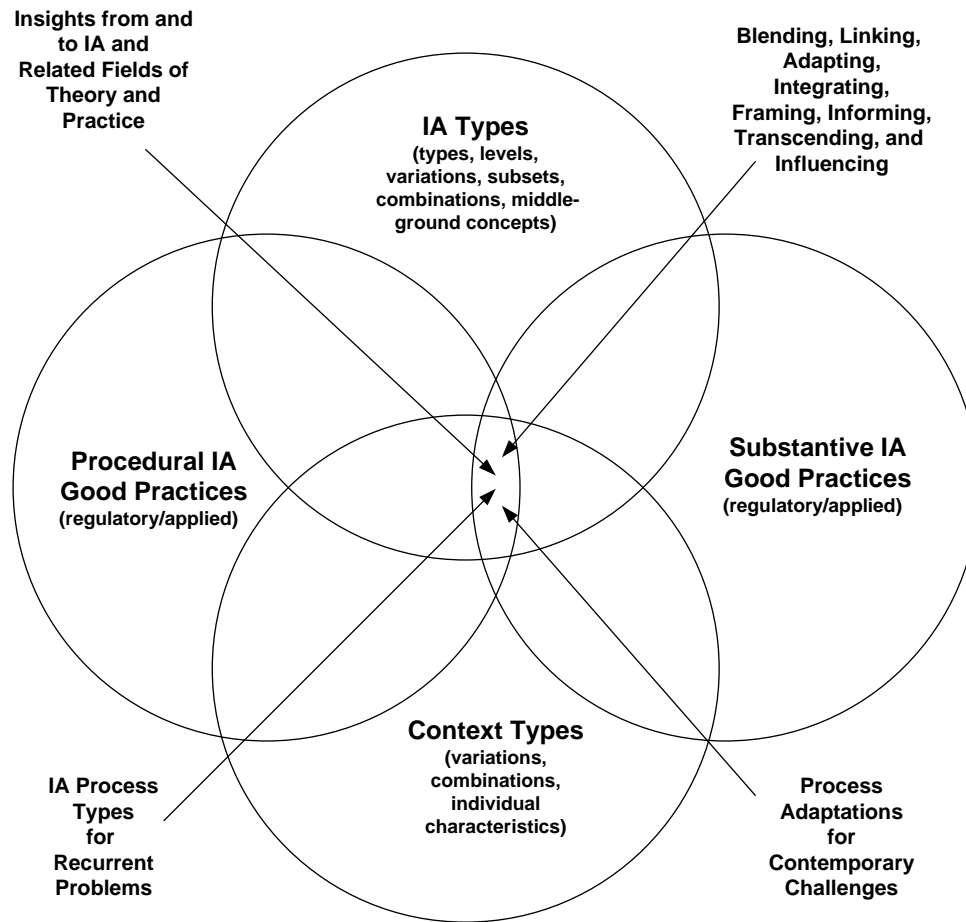 Insights from and
to IA and
Related Fields of
Theory and
Practice
Blending, Linking,
Adapting,
Integrating,
Framing, Informing,
Transcending, and
Influencing
IA Types
(types, levels,
variations, subsets,
combinations, middle-
ground concepts)
Procedural IA
Good Practices
(regulatory/applied)
Substantive IA
Good Practices
(regulatory/applied)
Context Types
(variations,
combinations,
individual
characteristics)
IA Process
Types
for
Recurrent
Problems
Process
Adaptations
for
Contemporary
Challenges